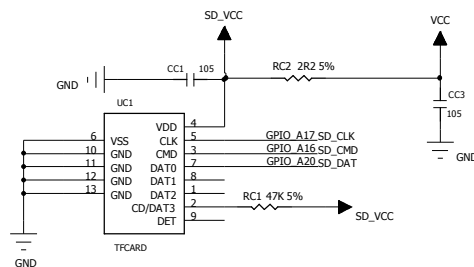 SD_VCC
VCC
RC2 2R2 5%
CC1 105
GND
CC3
105
UC1
GND
VDD 4
6 VSS CLK 5 GPIO_A17 SD_CLK
10 GND CMD 3 GPIO_A16 SD_CMD
11 GND DAT0 7 GPIO_A20 SD_DAT
12 GND DAT1 8
13 GND DAT2 1
CD/DAT3 2 RC1 47K 5%
DET 9
SD_VCC
TFCARD
GND